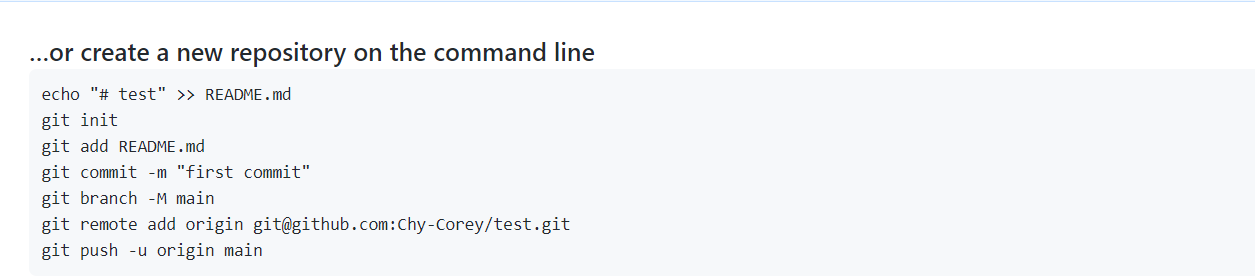 ...or create a new repository on the command line
echo "# test" >> README.md
git init
git add README.md
git commit -m "first commit"
git branch -M main
git remote add origin git@github.com:Chy-Corey/test.git
git push -u origin main